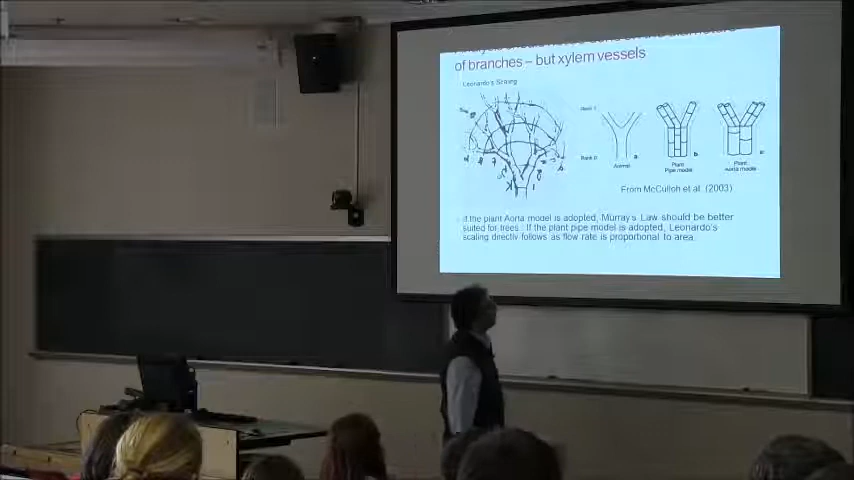 of branches – but xylem vessels
Leonardo's Scaling
Rank 1
Rank 0
a
b
c
Animal
Plant
Pipe model
Plant
Aorta model
From McCulloh et al. (2003)
If the plant Aorta model is adopted, Murray's Law should be better
suited for trees. If the plant pipe model is adopted, Leonardo's
scaling directly follows as flow rate is proportional to area.